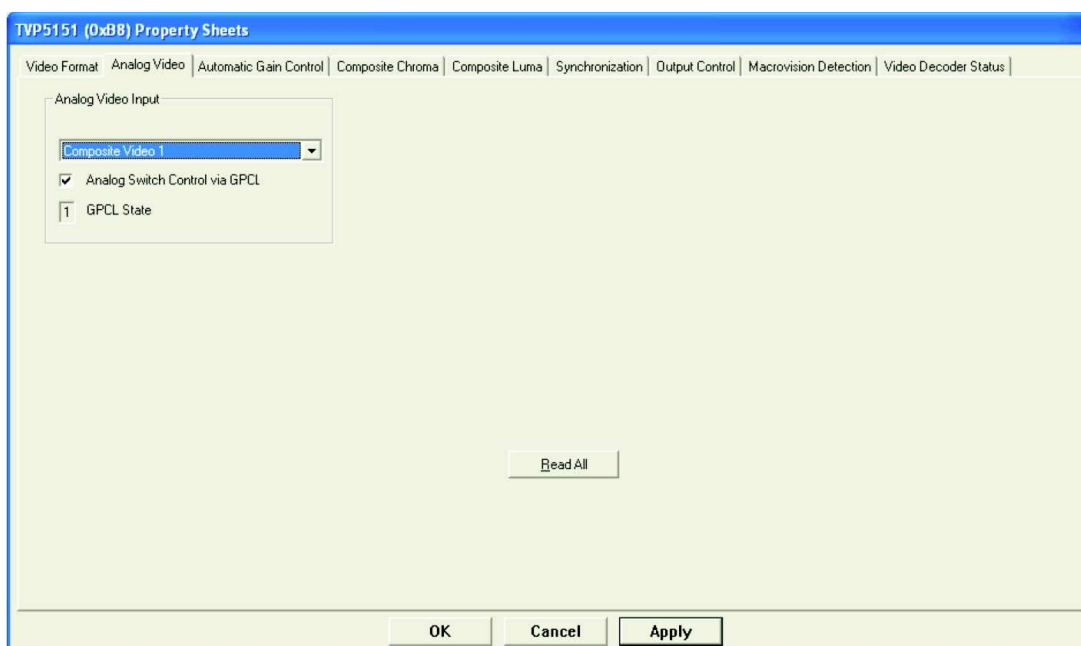 TVP5151 (0xB8) Property Sheets
Video Format Analog Video Automatic Gain Control Composite Chroma Composite Luma Synchronization Output Control Macrovision Detection Video Decoder Status
Analog Video Input
Composite Video 1
Analog Switch Control via GPCL
1 GPCL State
Read All
OK Cancel Apply